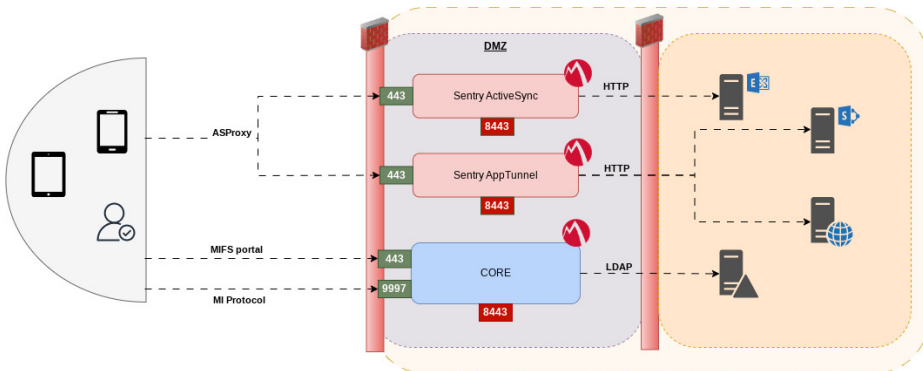 DMZ
443
Sentry ActiveSync
HTTP
E
8443
ASProxy
S
443
Sentry AppTunnel
HTTP
8443
MIFS portal
443
CORE
LDAP
MI Protocol
9997
8443